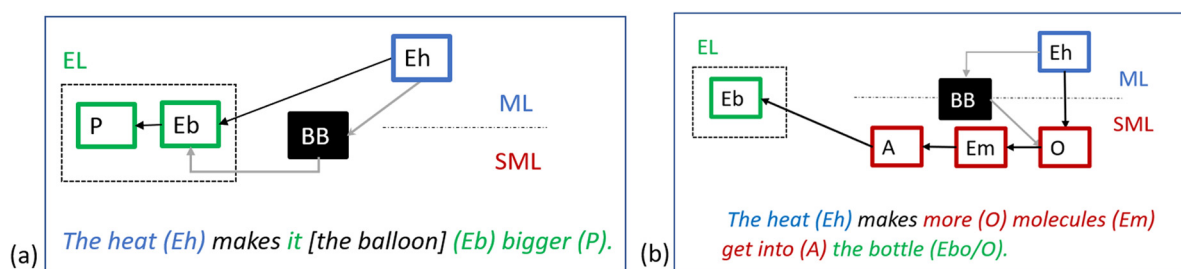 EL
Eh
P
Eb
BB
ML
SML
(a)
The heat (Eh) makes it [the balloon] (Eb) bigger (P).
EL
Eh
Eb
BB
ML
SML
A
Em
O
(b)
The heat (Eh) makes more (O) molecules (Em)
get into (A) the bottle (Ebo/O).